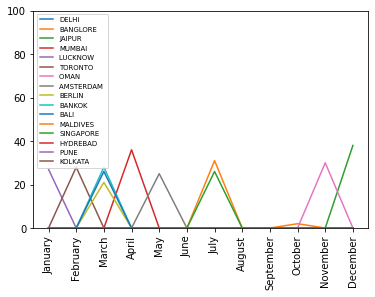 100
80
60
40
20
0
DELHI
BANGLORE
JAIPUR
MUMBAI
LUCKNOW
TORONTO
OMAN
AMSTERDAM
BERLIN
BANKOK
BALI
MALDIVES
SINGAPORE
HYDREBAD
PUNE
KOLKATA
January
February
March
April
May
June
July
August
September
October
November
December